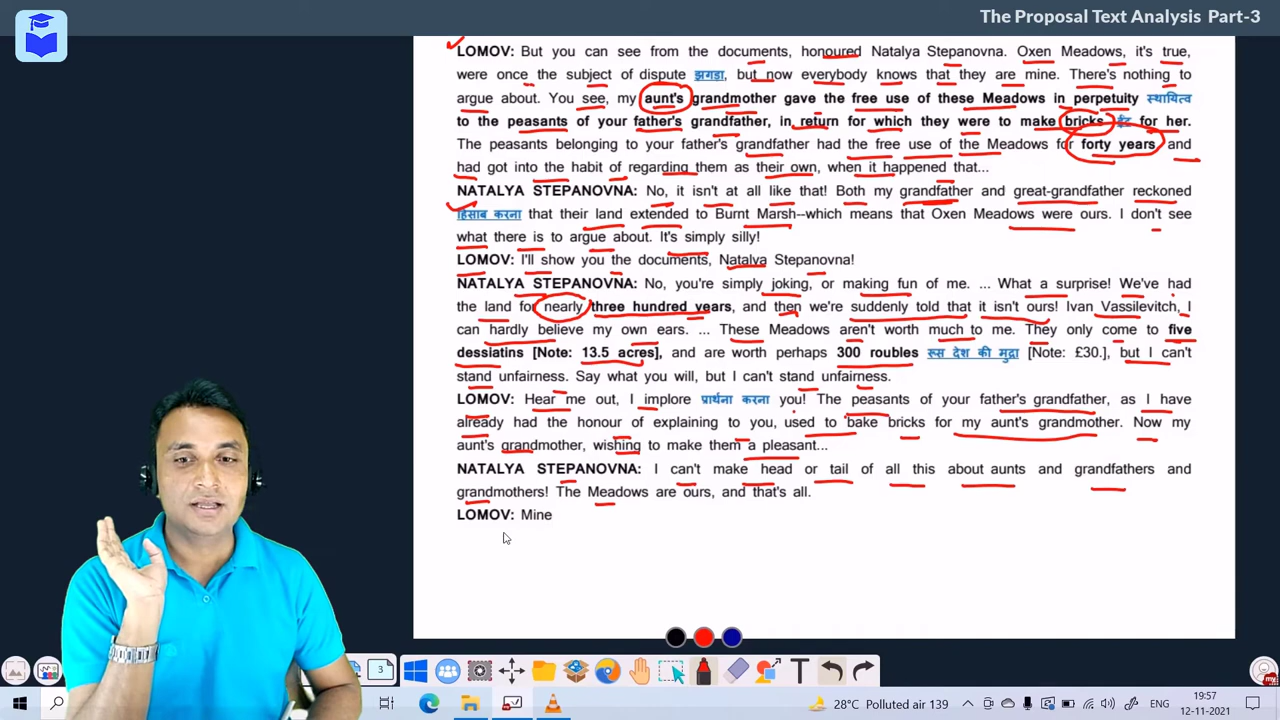 The Proposal Text Analysis Part-3
LOMOV: But you can see from the documents, honoured Natalya Stepanovna. Oxen Meadows, it's true,
were once the subject of dispute झगडा, but now everybody knows that they are mine. There's nothing to
argue about. You see, my aunt's grandmother gave the free use of these Meadows in perpetuity स्थायित्व
to the peasants of your father's grandfather, in return for which they were to make bricks ईंट for her.
The peasants belonging to your father's grandfather had the free use of the Meadows for forty years, and
had got into the habit of regarding them as their own, when it happened that...
NATALYA STEPANOVNA: No, it isn't at all like that! Both my grandfather and great-grandfather reckoned
हिसाब करना that their land extended to Burnt Marsh--which means that Oxen Meadows were ours. I don't see
what there is to argue about. It's simply silly!
LOMOV: I'll show you the documents, Natalya Stepanovna!
NATALYA STEPANOVNA: No, you're simply joking, or making fun of me. ... What a surprise! We've had
the land for nearly three hundred years, and then we're suddenly told that it isn't ours! Ivan Vassilevitch, I
can hardly believe my own ears. ... These Meadows aren't worth much to me. They only come to five
dessiatins [Note: 13.5 acres], and are worth perhaps 300 roubles रूस देश की मुद्रा [Note: £30.], but I can't
stand unfairness. Say what you will, but I can't stand unfairness.
LOMOV: Hear me out, I implore प्रार्थना करना you! The peasants of your father's grandfather, as I have
already had the honour of explaining to you, used to bake bricks for my aunt's grandmother. Now my
aunt's grandmother, wishing to make them a pleasant...
NATALYA STEPANOVNA: I can't make head or tail of all this about aunts and grandfathers and
grandmothers! The Meadows are ours, and that's all.
LOMOV: Mine
3
T
my
28°C Polluted air 139
ENG
19:57
12-11-2021